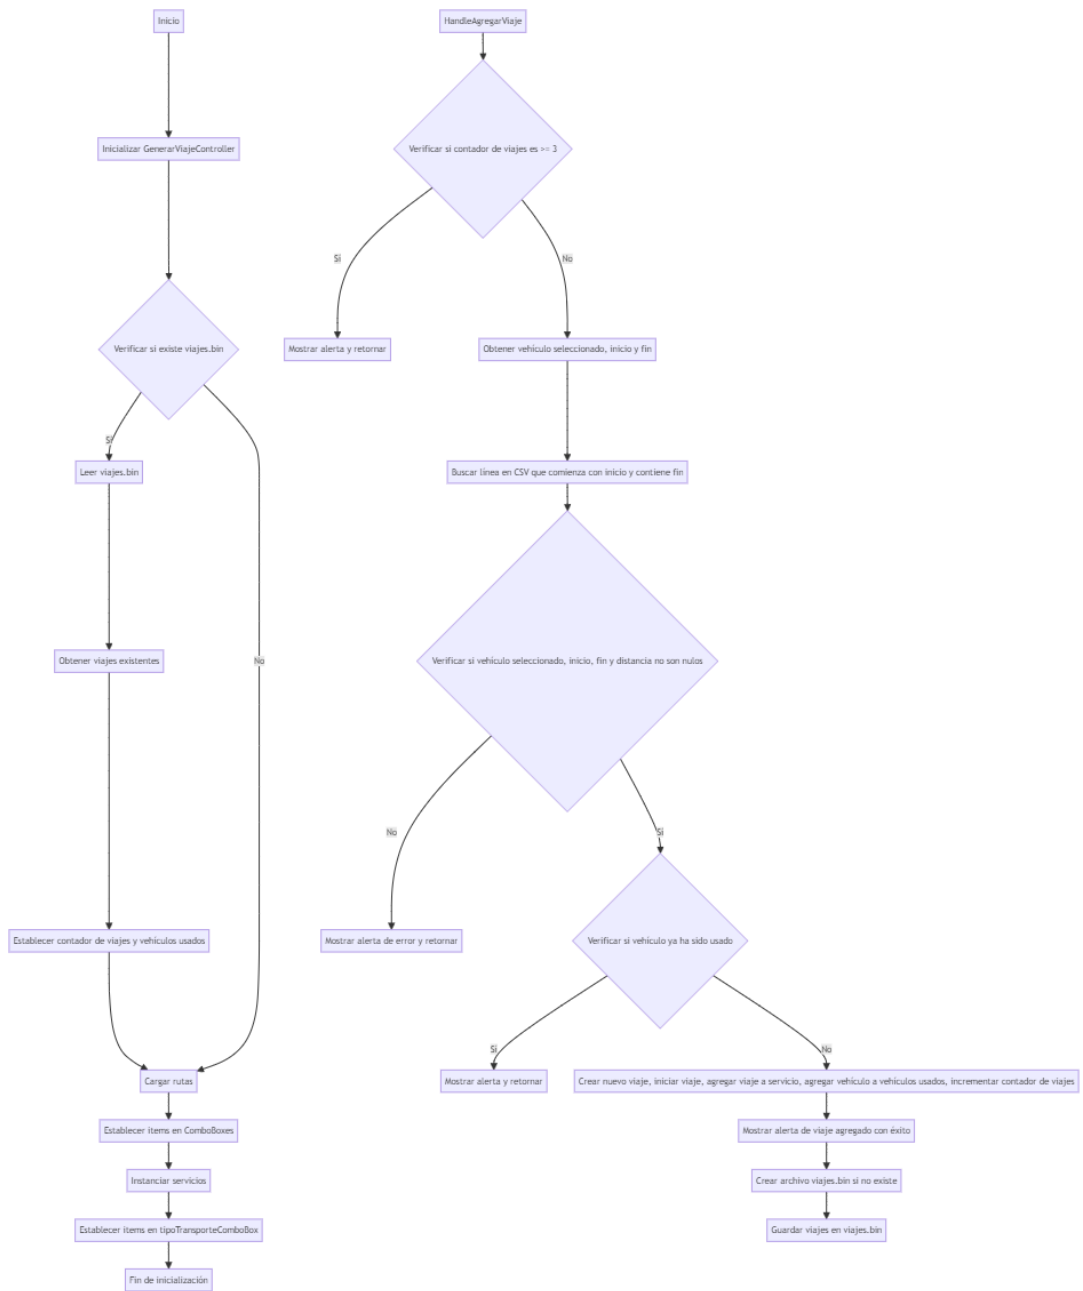 Inicio
Inicializar GenerarViajeController
Verificar si existe viajes.bin
Sí
No
Leer viajes.bin
Obtener viajes existentes
Establecer contador de viajes y vehículos usados
Cargar rutas
Establecer items en ComboBoxes
Instanciar servicios
Establecer items en tipoTransporteComboBox
Fin de inicialización
HandleAgregarViaje
Verificar si contador de viajes es >= 3
Sí
No
Mostrar alerta y retornar
Obtener vehículo seleccionado, inicio y fin
Buscar línea en CSV que comienza con inicio y contiene fin
Verificar si vehículo seleccionado, inicio, fin y distancia no son nulos
No
Sí
Mostrar alerta de error y retornar
Verificar si vehículo ya ha sido usado
Sí
No
Mostrar alerta y retornar
Crear nuevo viaje, iniciar viaje, agregar viaje a servicio, agregar vehículo a vehículos usados, incrementar contador de viajes
Mostrar alerta de viaje agregado con éxito
Crear archivo viajes.bin si no existe
Guardar viajes en viajes.bin